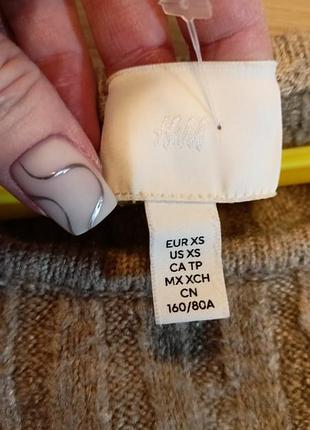 H&M
EUR XS
US XS
CA TP
MX XCH
CN
160/80A